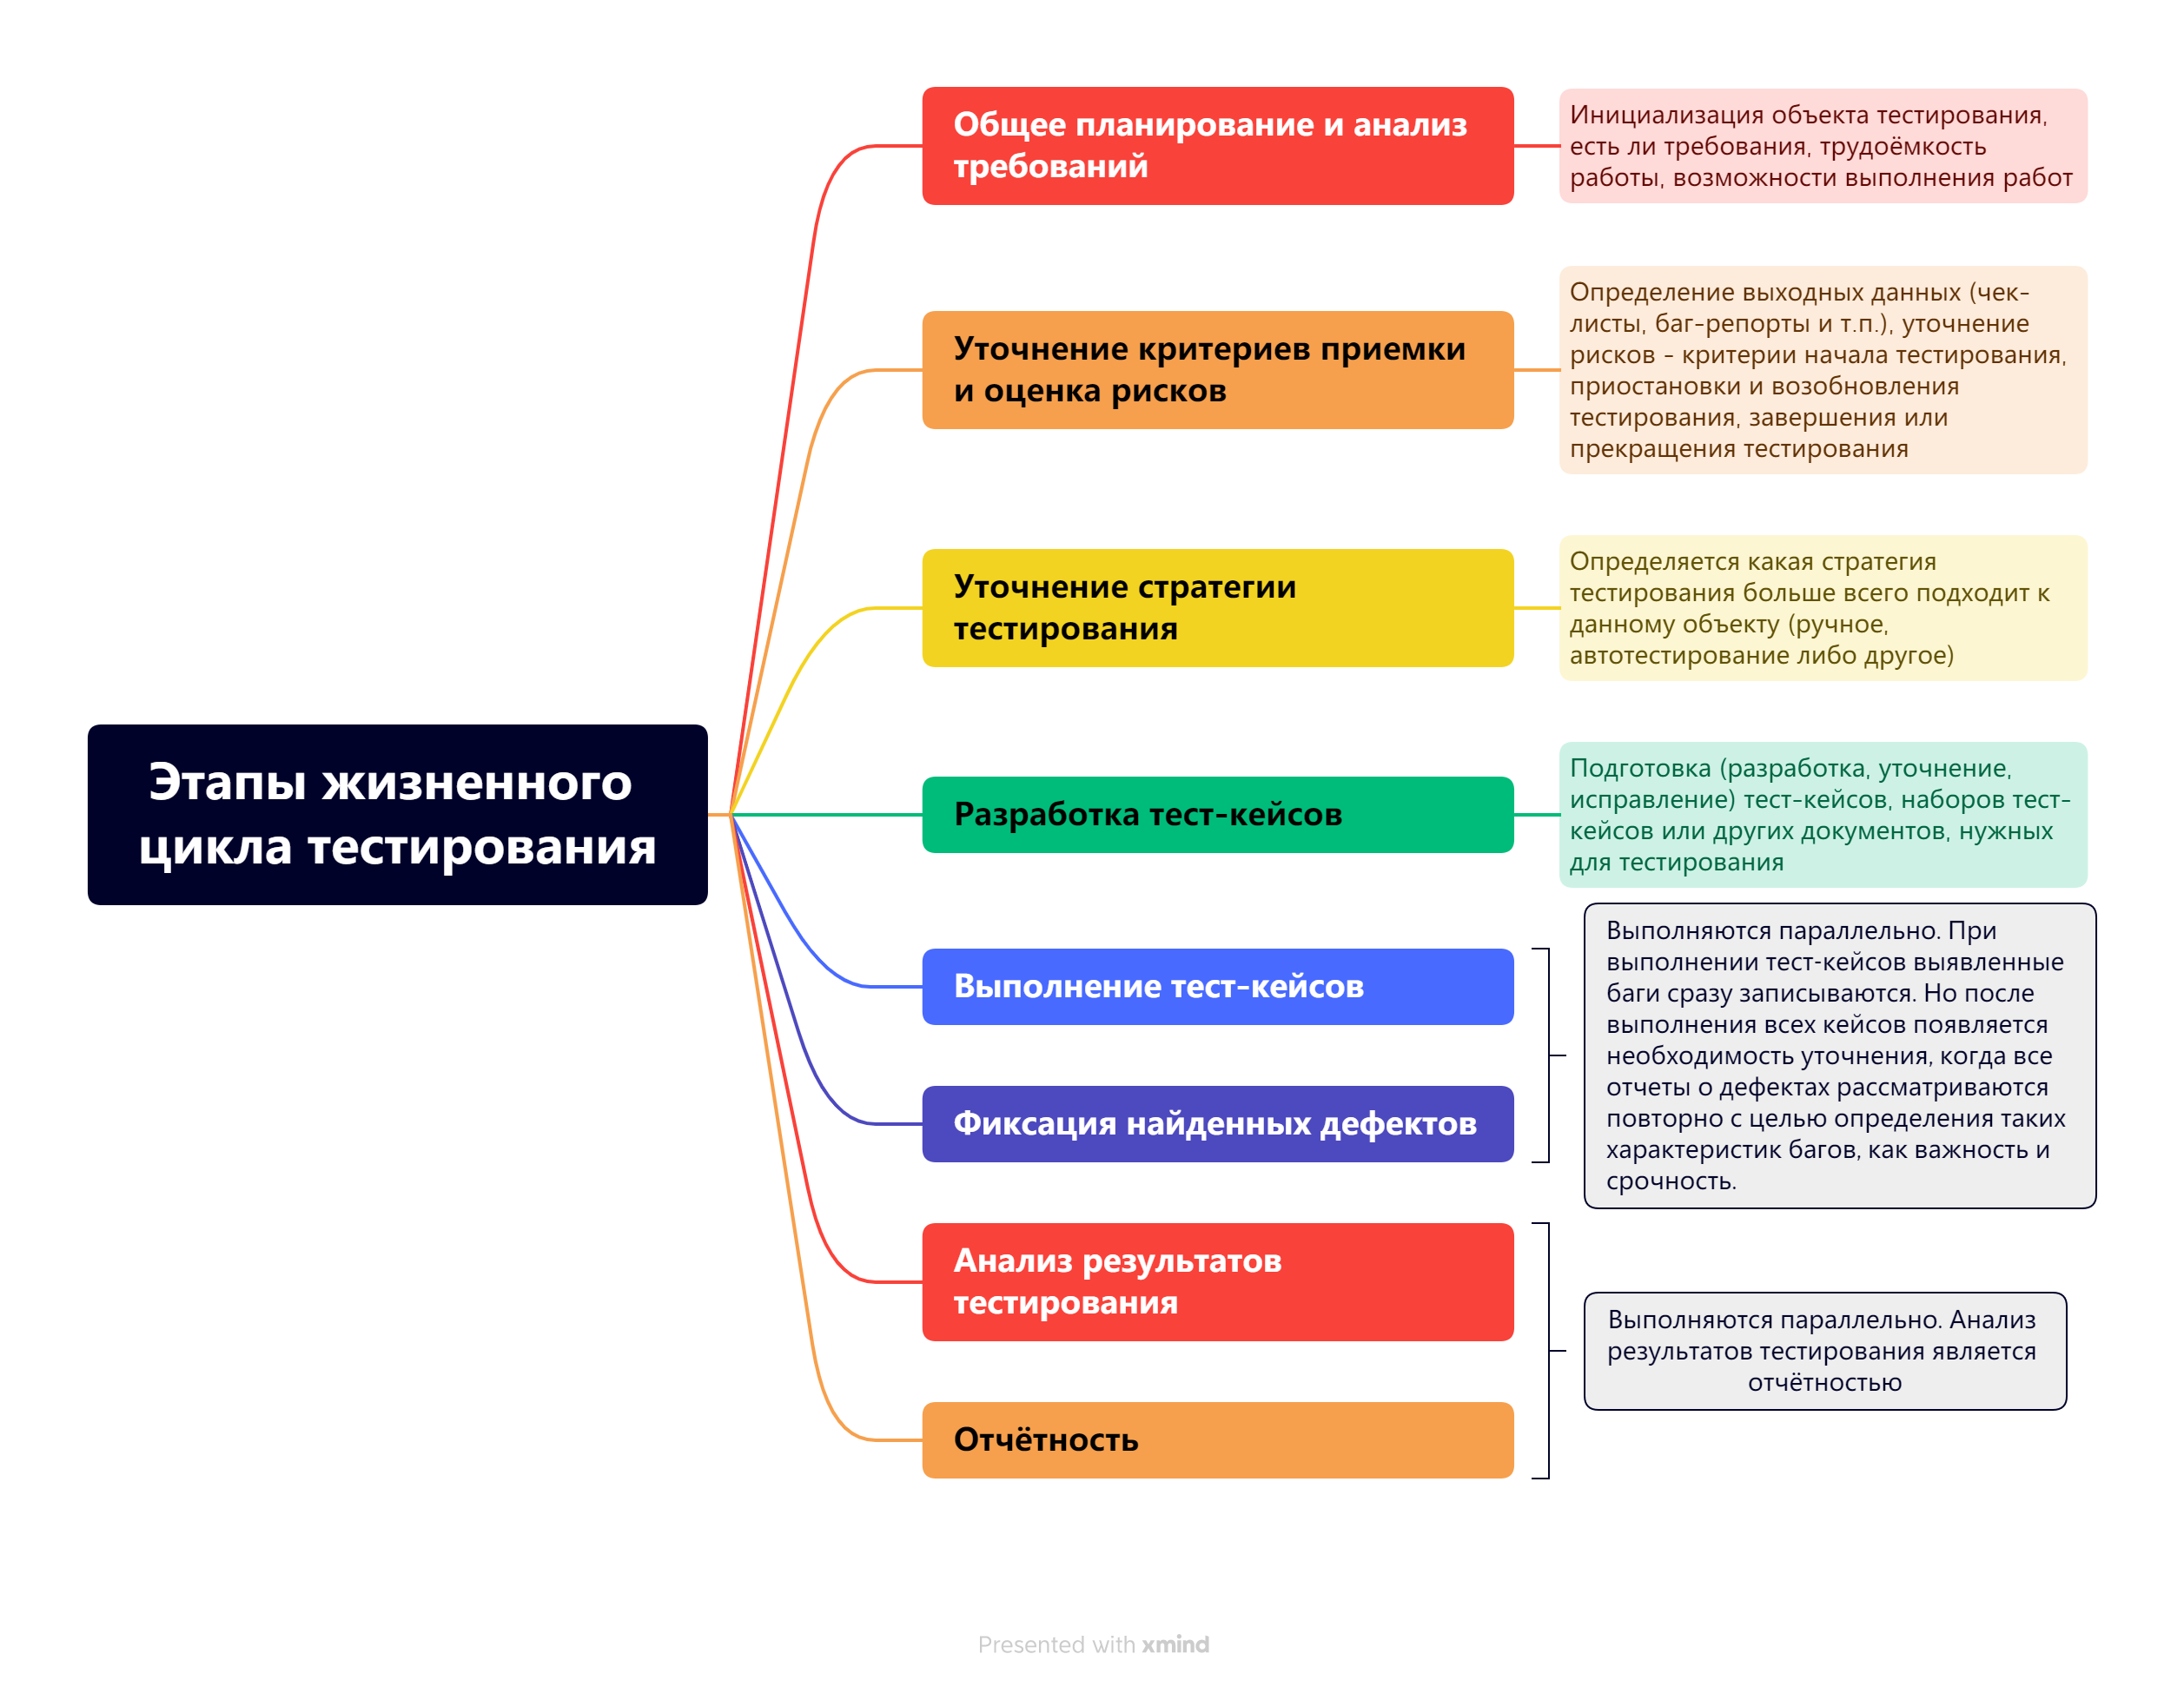 Этапы жизненного
цикла тестирования
Общее планирование и анализ
требований
Инициализация объекта тестирования,
есть ли требования, трудоёмкость
работы, возможности выполнения работ
Уточнение критериев приемки
и оценка рисков
Определение выходных данных (чек-
листы, баг-репорты и т.п.), уточнение
рисков - критерии начала тестирования,
приостановки и возобновления
тестирования, завершения или
прекращения тестирования
Уточнение стратегии
тестирования
Определяется какая стратегия
тестирования больше всего подходит к
данному объекту (ручное,
автотестирование либо другое)
Разработка тест-кейсов
Подготовка (разработка, уточнение,
исправление) тест-кейсов, наборов тест-
кейсов или других документов, нужных
для тестирования
Выполнение тест-кейсов
Фиксация найденных дефектов
Выполняются параллельно. При
выполнении тест-кейсов выявленные
баги сразу записываются. Но после
выполнения всех кейсов появляется
необходимость уточнения, когда все
отчеты о дефектах рассматриваются
повторно с целью определения таких
характеристик багов, как важность и
срочность.
Анализ результатов
тестирования
Отчётность
Выполняются параллельно. Анализ
результатов тестирования является
отчётностью
Presented with xmind